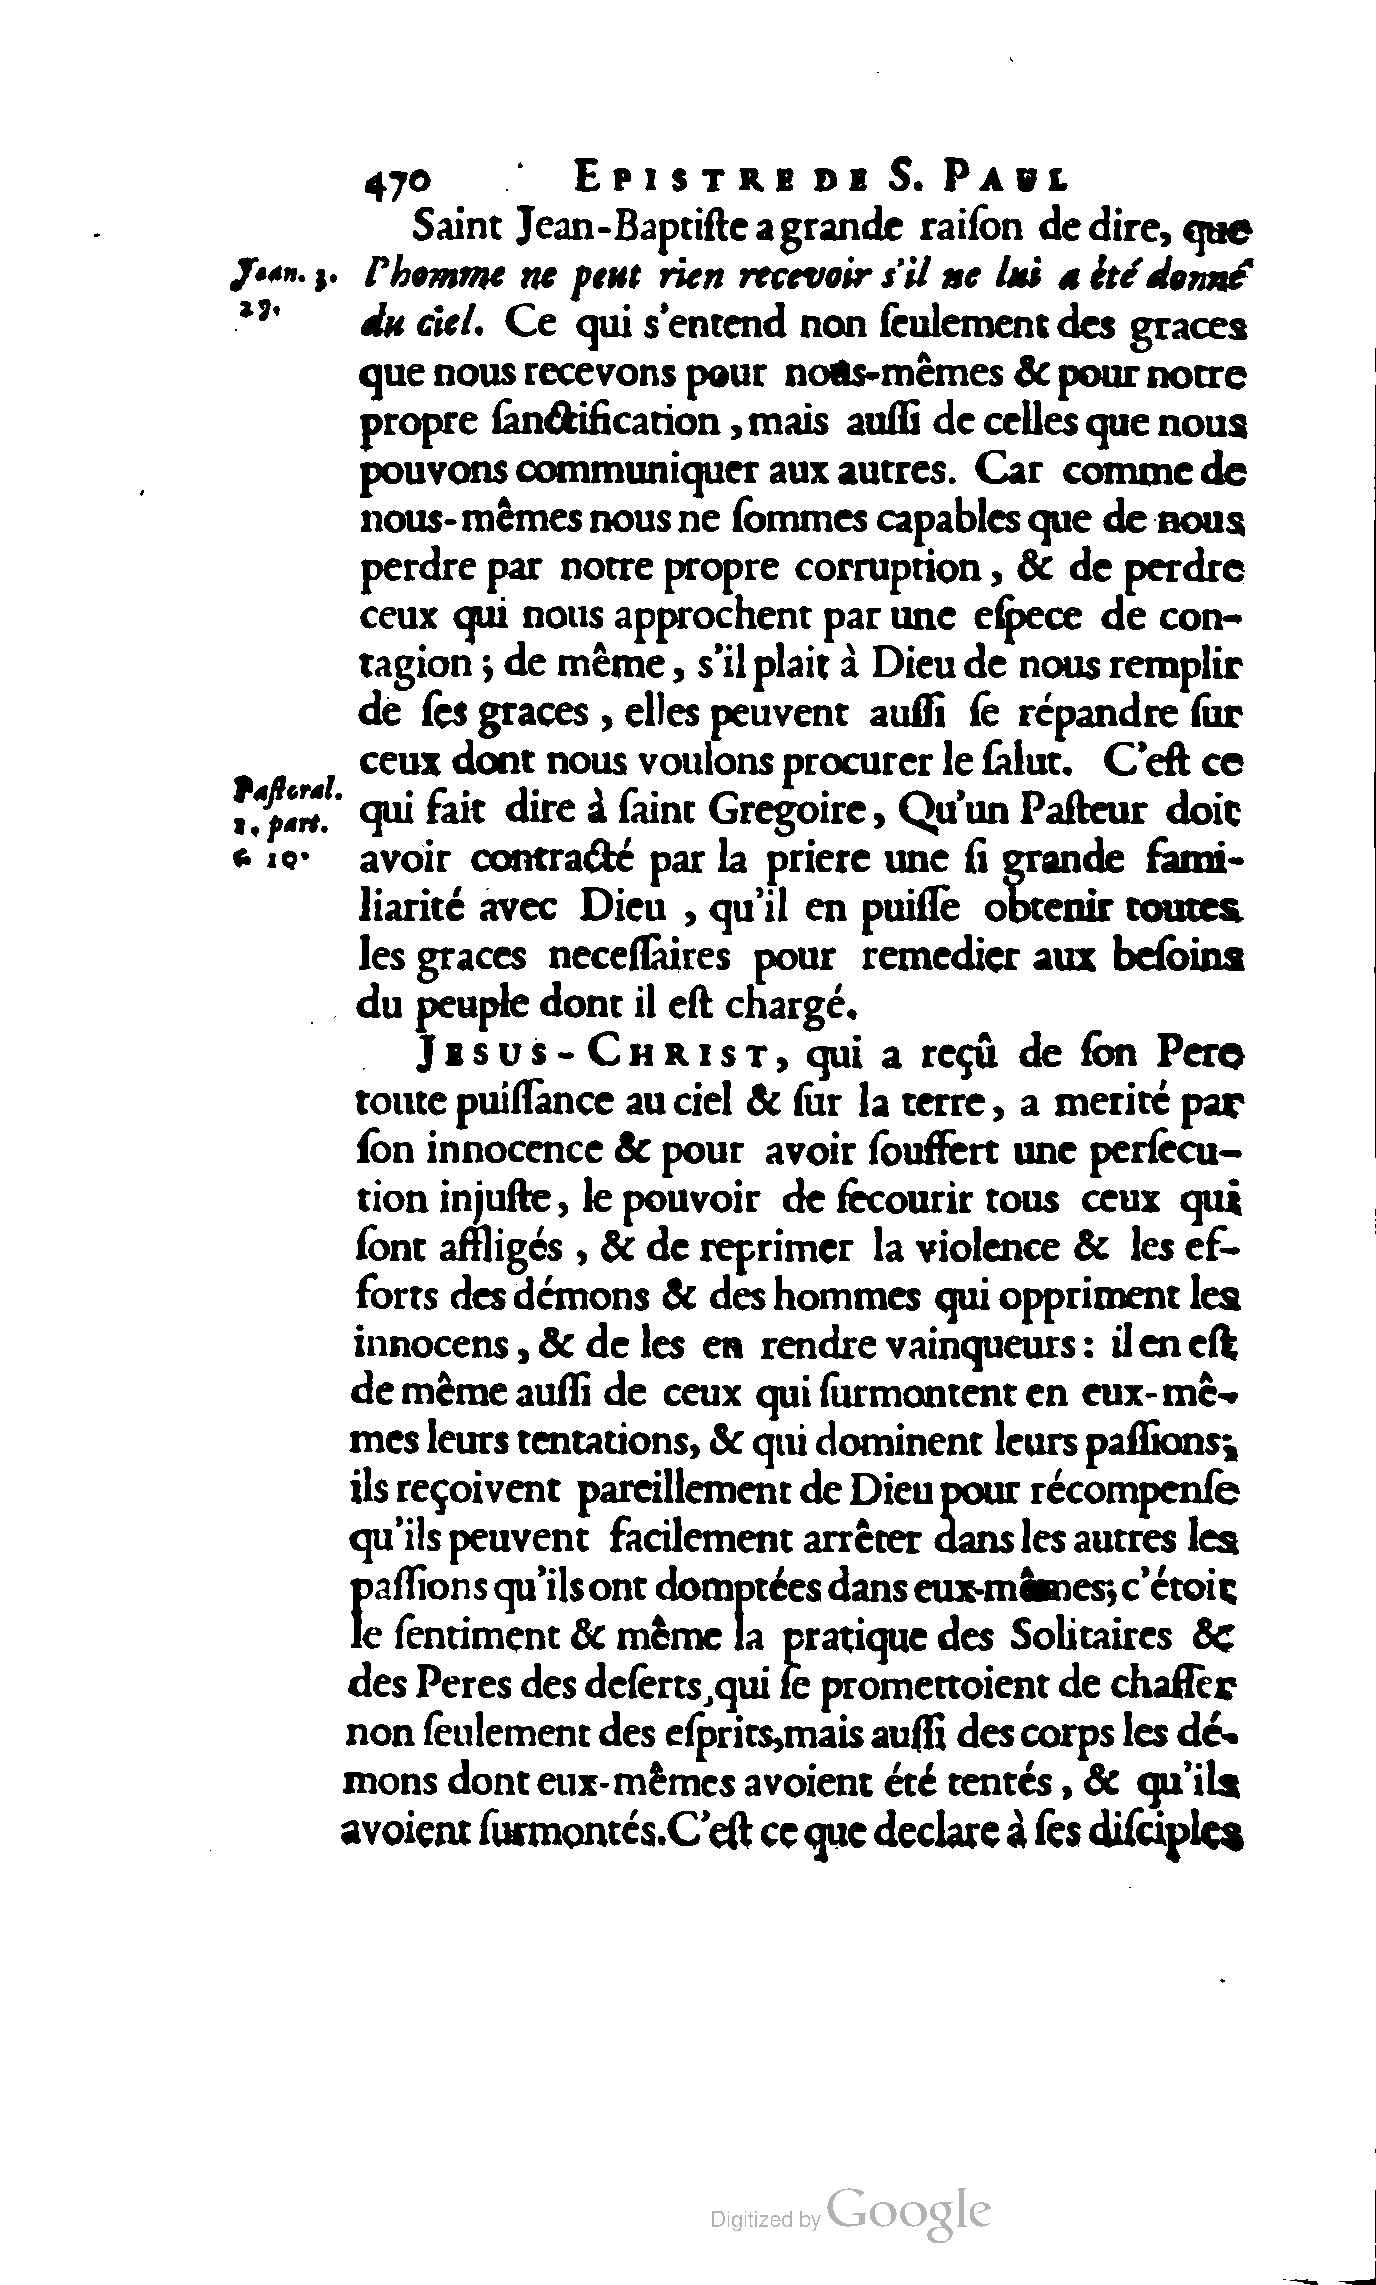 470 EPISTRE DE S. PAUL
Saint Jean-Baptiſte a grande raiſon de dire, que
Jean. 3. l'homme ne peut rien recevoir s'il ne lui a été donné
27. du ciel. Ce qui s'entend non ſeulement des graces
que nous recevons pour nous-mêmes & pour notre
propre ſanctification, mais auſſi de celles que nous
pouvons communiquer aux autres. Car comme de
nous-mêmes nous ne ſommes capables que de nous
perdre par notre propre corruption, & de perdre
ceux qui nous approchent par une eſpece de con-
tagion; de même, s'il plait à Dieu de nous remplir
de ſes graces, elles peuvent auſſi ſe répandre ſur
ceux dont nous voulons procurer le ſalut. C'eſt ce
Paſtoral.
qui fait dire à ſaint Gregoire, Qu'un Paſteur doit
1. part.
c. 10. avoir contracté par la priere une ſi grande fami-
liarité avec Dieu, qu'il en puiſſe obtenir toutes
les graces neceſſaires pour remedier aux beſoins
du peuple dont il eſt chargé.
JESUS-CHRIST, qui a reçû de ſon Pere
toute puiſſance au ciel & ſur la terre, a merité par
ſon innocence & pour avoir ſouffert une perſecu-
tion injuſte, le pouvoir de ſecourir tous ceux qui
ſont affligés, & de reprimer la violence & les ef-
forts des démons & des hommes qui oppriment les
innocens, & de les en rendre vainqueurs: il en eſt
de même auſſi de ceux qui ſurmontent en eux-mê-
mes leurs tentations, & qui dominent leurs paſſions;
ils reçoivent pareillement de Dieu pour récompenſe
qu'ils peuvent facilement arrêter dans les autres les
paſſions qu'ils ont domptées dans eux-mêmes; c'étoit
le ſentiment & même la pratique des Solitaires &
des Peres des deſerts, qui ſe promettoient de chaſſer
non ſeulement des eſprits, mais auſſi des corps les dé-
mons dont eux-mêmes avoient été tentés, & qu'ils
avoient ſurmontés. C'eſt ce que declare à ſes diſciples
Digitized by Google